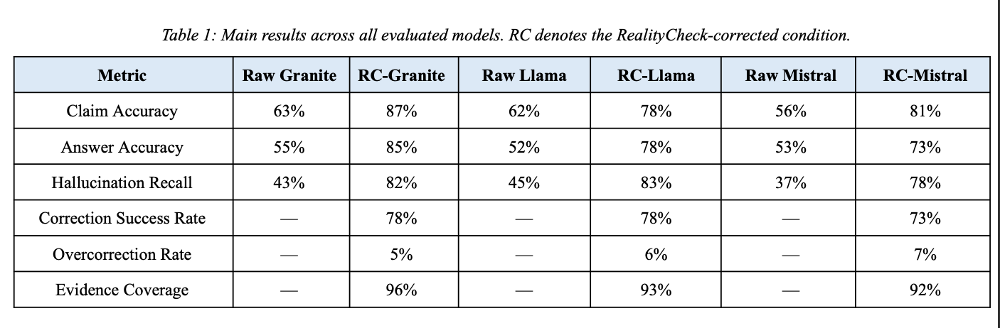 Table 1: Main results across all evaluated models. RC denotes the RealityCheck-corrected condition.
Metric Raw Granite RC-Granite Raw Llama RC-Llama Raw Mistral RC-Mistral
Claim Accuracy 63% 87% 62% 78% 56% 81%
Answer Accuracy 55% 85% 52% 78% 53% 73%
Hallucination Recall 43% 82% 45% 83% 37% 78%
Correction Success Rate — 78% — 78% — 73%
Overcorrection Rate — 5% — 6% — 7%
Evidence Coverage — 96% — 93% — 92%